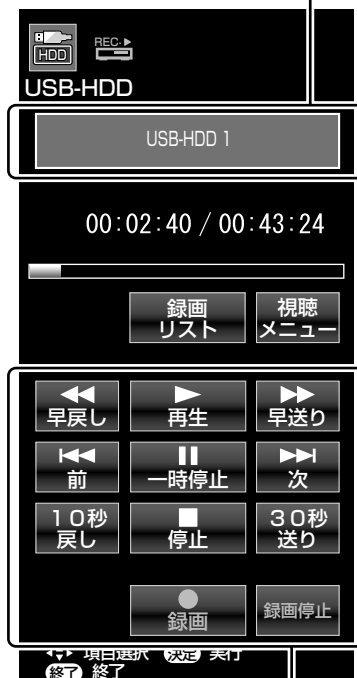 HDD REC
USB-HDD
USB-HDD 1
00:02:40 / 00:43:24
録画 視聴
リスト メニュー
早戻し 再生 早送り
前 一時停止 次
10秒 30秒
戻し 停止 送り
録画 録画停止
項目選択 決定 実行
終了 終了